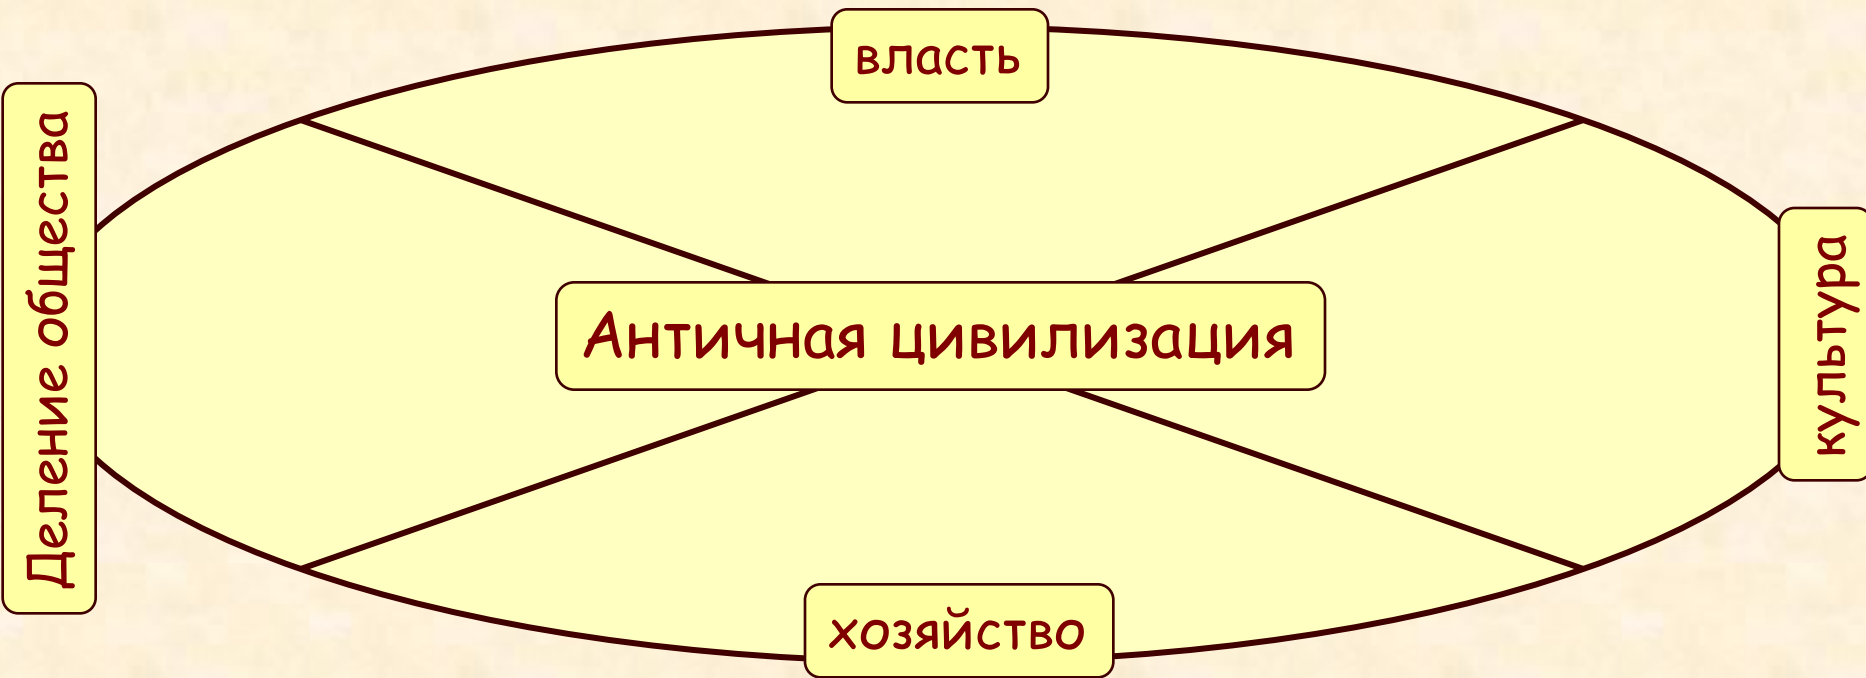 власть
Деление общества
Античная цивилизация
культура
хозяйство